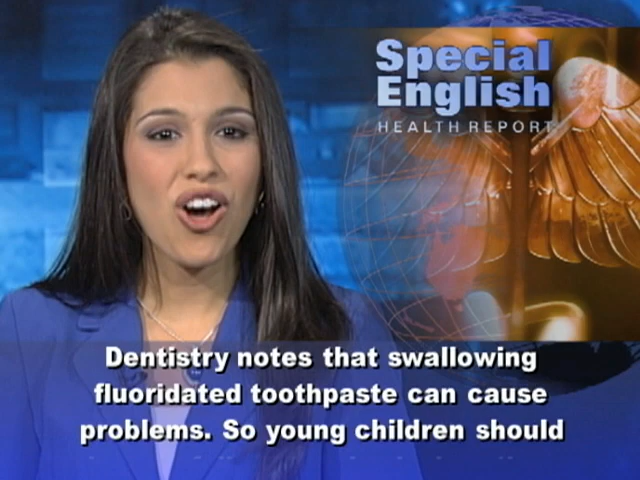 Special
English
HEALTH REPORT
Dentistry notes that swallowing
fluoridated toothpaste can cause
problems. So young children should